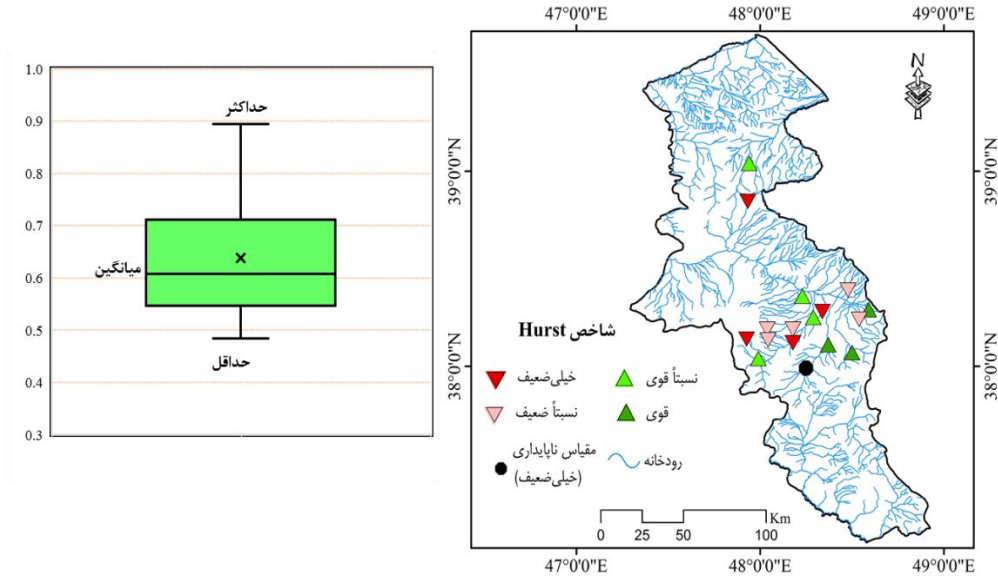 1.0
0.9
0.8
0.7
0.6
0.5
0.4
0.3
حداکثر
میانگین
حداقل
47°0'0"E
48°0'0"E
49°0'0"E
N
39°0'0"N
39°0'0"N
38°0'0"N
38°0'0"N
شاخص Hurst
خیلی‌ضعیف
نسبتاً قوی
نسبتاً ضعیف
قوی
مقیاس ناپایداری
(خیلی‌ضعیف)
رودخانه
Km
0 25 50 100
47°0'0"E
48°0'0"E
49°0'0"E